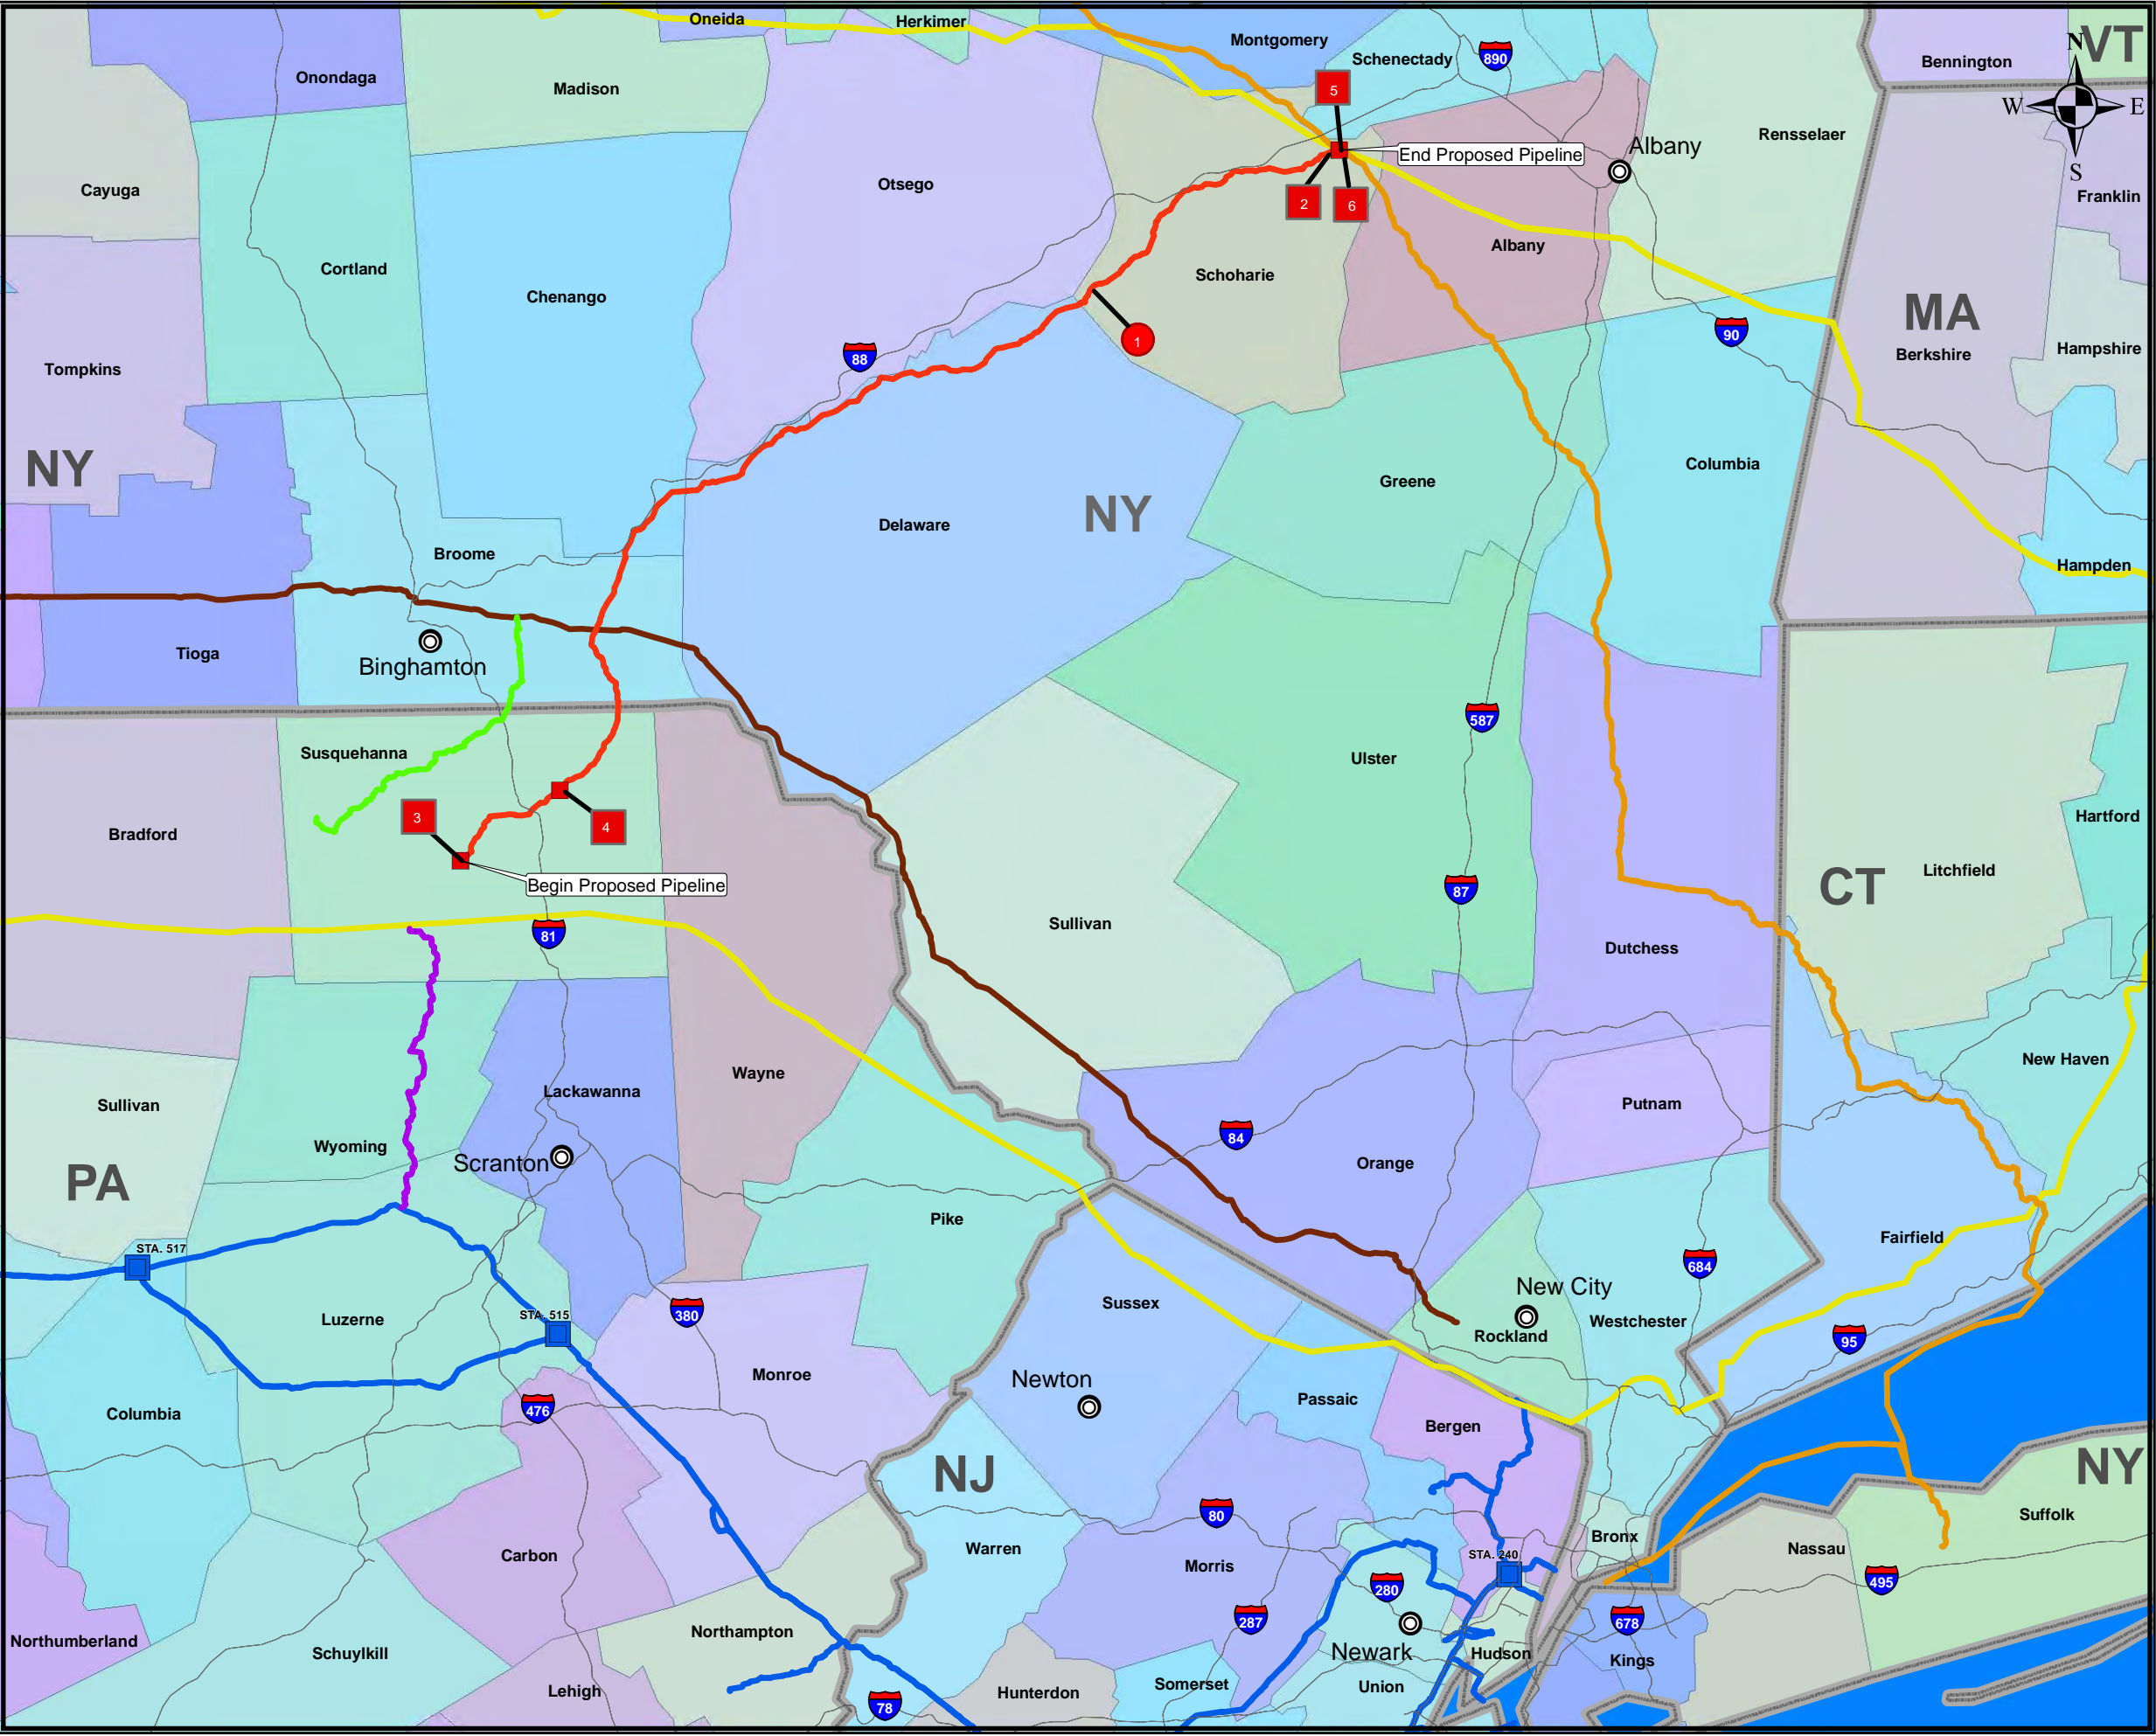 Oneida
Herkimer
Montgomery
Schenectady
890
Bennington
VT
N
W
E
S
Onondaga
Madison
5
Rensselaer
Albany
End Proposed Pipeline
Cayuga
Otsego
2
6
Franklin
Albany
Cortland
Schoharie
Chenango
MA
Berkshire
Hampshire
90
1
88
Tompkins
NY
Columbia
Greene
NY
Delaware
Broome
Hampden
Tioga
Binghamton
587
Susquehanna
Ulster
3
4
Hartford
Bradford
Begin Proposed Pipeline
87
CT
Litchfield
81
Sullivan
Dutchess
New Haven
Wayne
Lackawanna
Sullivan
Putnam
84
Wyoming
Scranton
Orange
PA
Pike
Fairfield
STA. 517
684
New City
Sussex
380
STA. 515
Luzerne
Westchester
Rockland
95
Monroe
Newton
Passaic
476
Columbia
Bergen
NJ
NY
80
Suffolk
Bronx
Warren
Nassau
Carbon
STA. 240
Morris
495
280
287
678
Northampton
Northumberland
Schuylkill
Newark
Hudson
Kings
Somerset
Union
Lehigh
Hunterdon
78